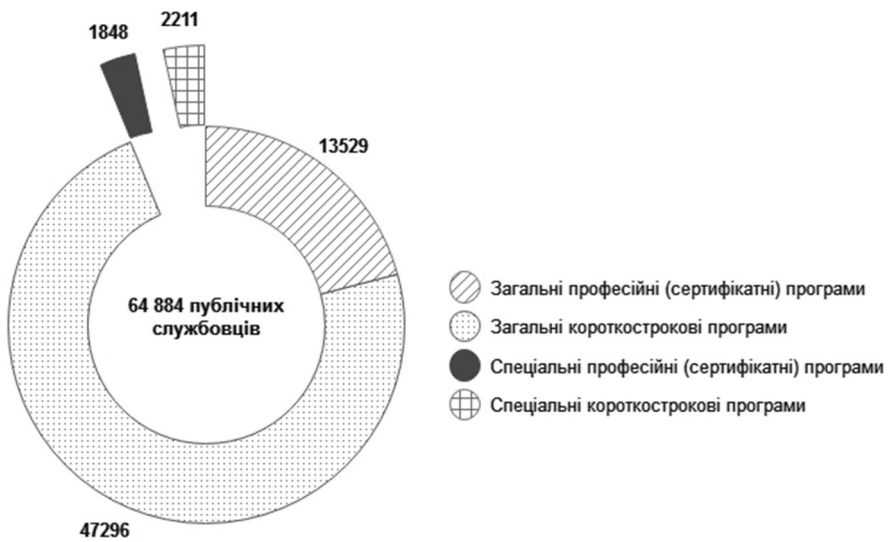 2211
1848
13529
64 884 публічних
службовців
47296
Загальні професійні (сертифікатні) програми
Загальні короткострокові програми
Спеціальні професійні (сертифікатні) програми
Спеціальні короткострокові програми